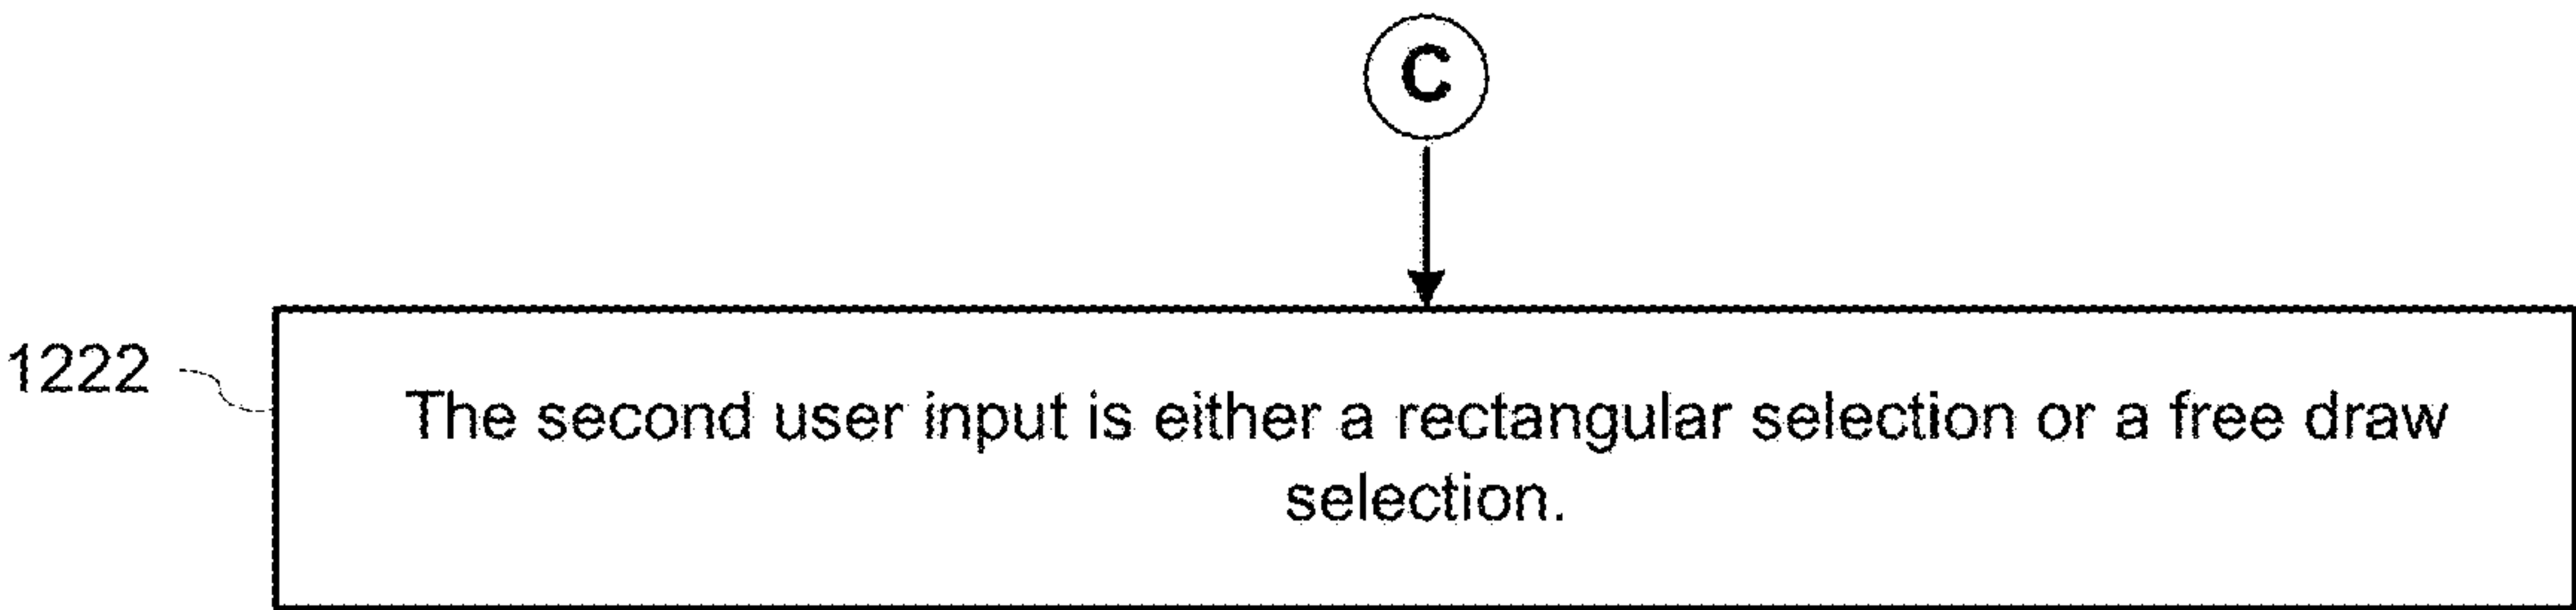 C
1222
The second user input is either a rectangular selection or a free draw
selection.